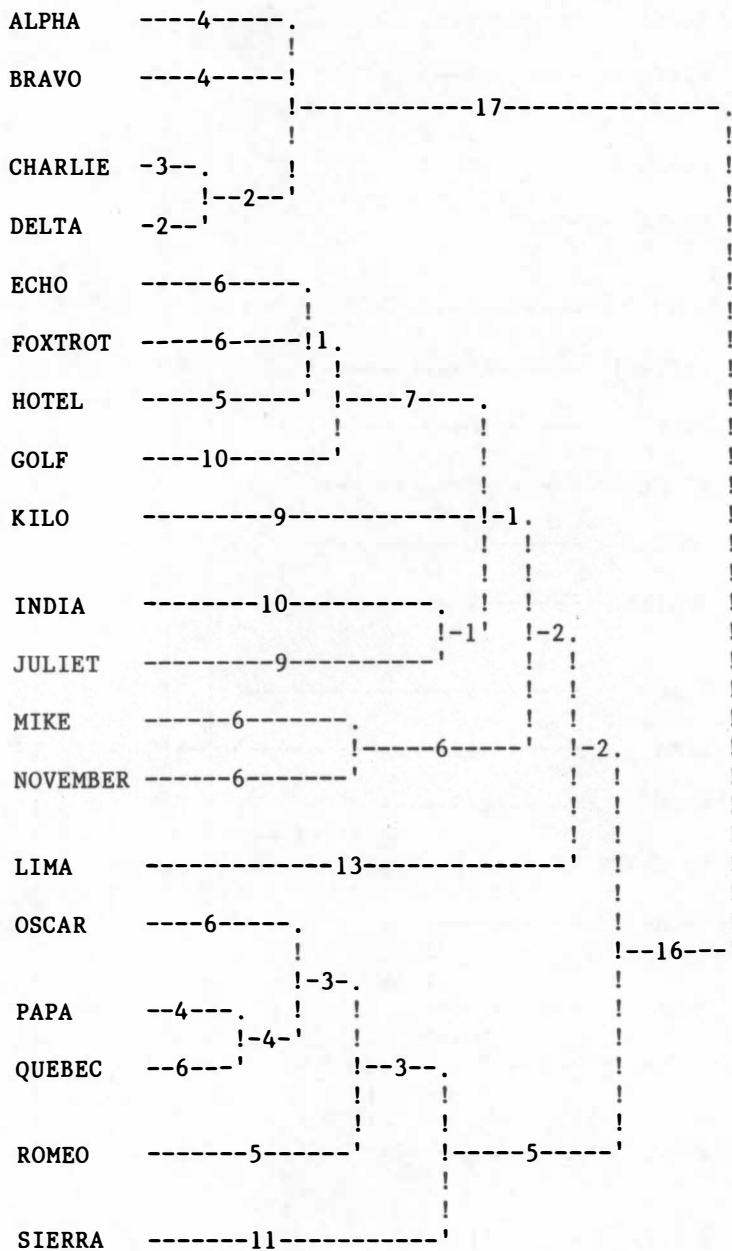 ALPHA ----4-----.
BRAVO ----4-----!
!------------17---------------.
CHARLIE -3--.
!--2--'
DELTA -2--'
ECHO -----6-----.
FOXTROT -----6-----!1.
HOTEL -----5-----' !----7----.
GOLF ----10-------'
KILO ---------9-------------!-1.
INDIA --------10----------.
!-1' !-2.
JULIET ---------9----------'
MIKE ------6-------.
!-----6-----' !-2.
NOVEMBER ------6-------'
LIMA -------------13--------------'
OSCAR ----6-----.
!--16---
!-3-.
PAPA --4---.
!-4-'
QUEBEC --6---' !--3--.
ROMEO -------5------' !-----5-----'
SIERRA -------11-----------'